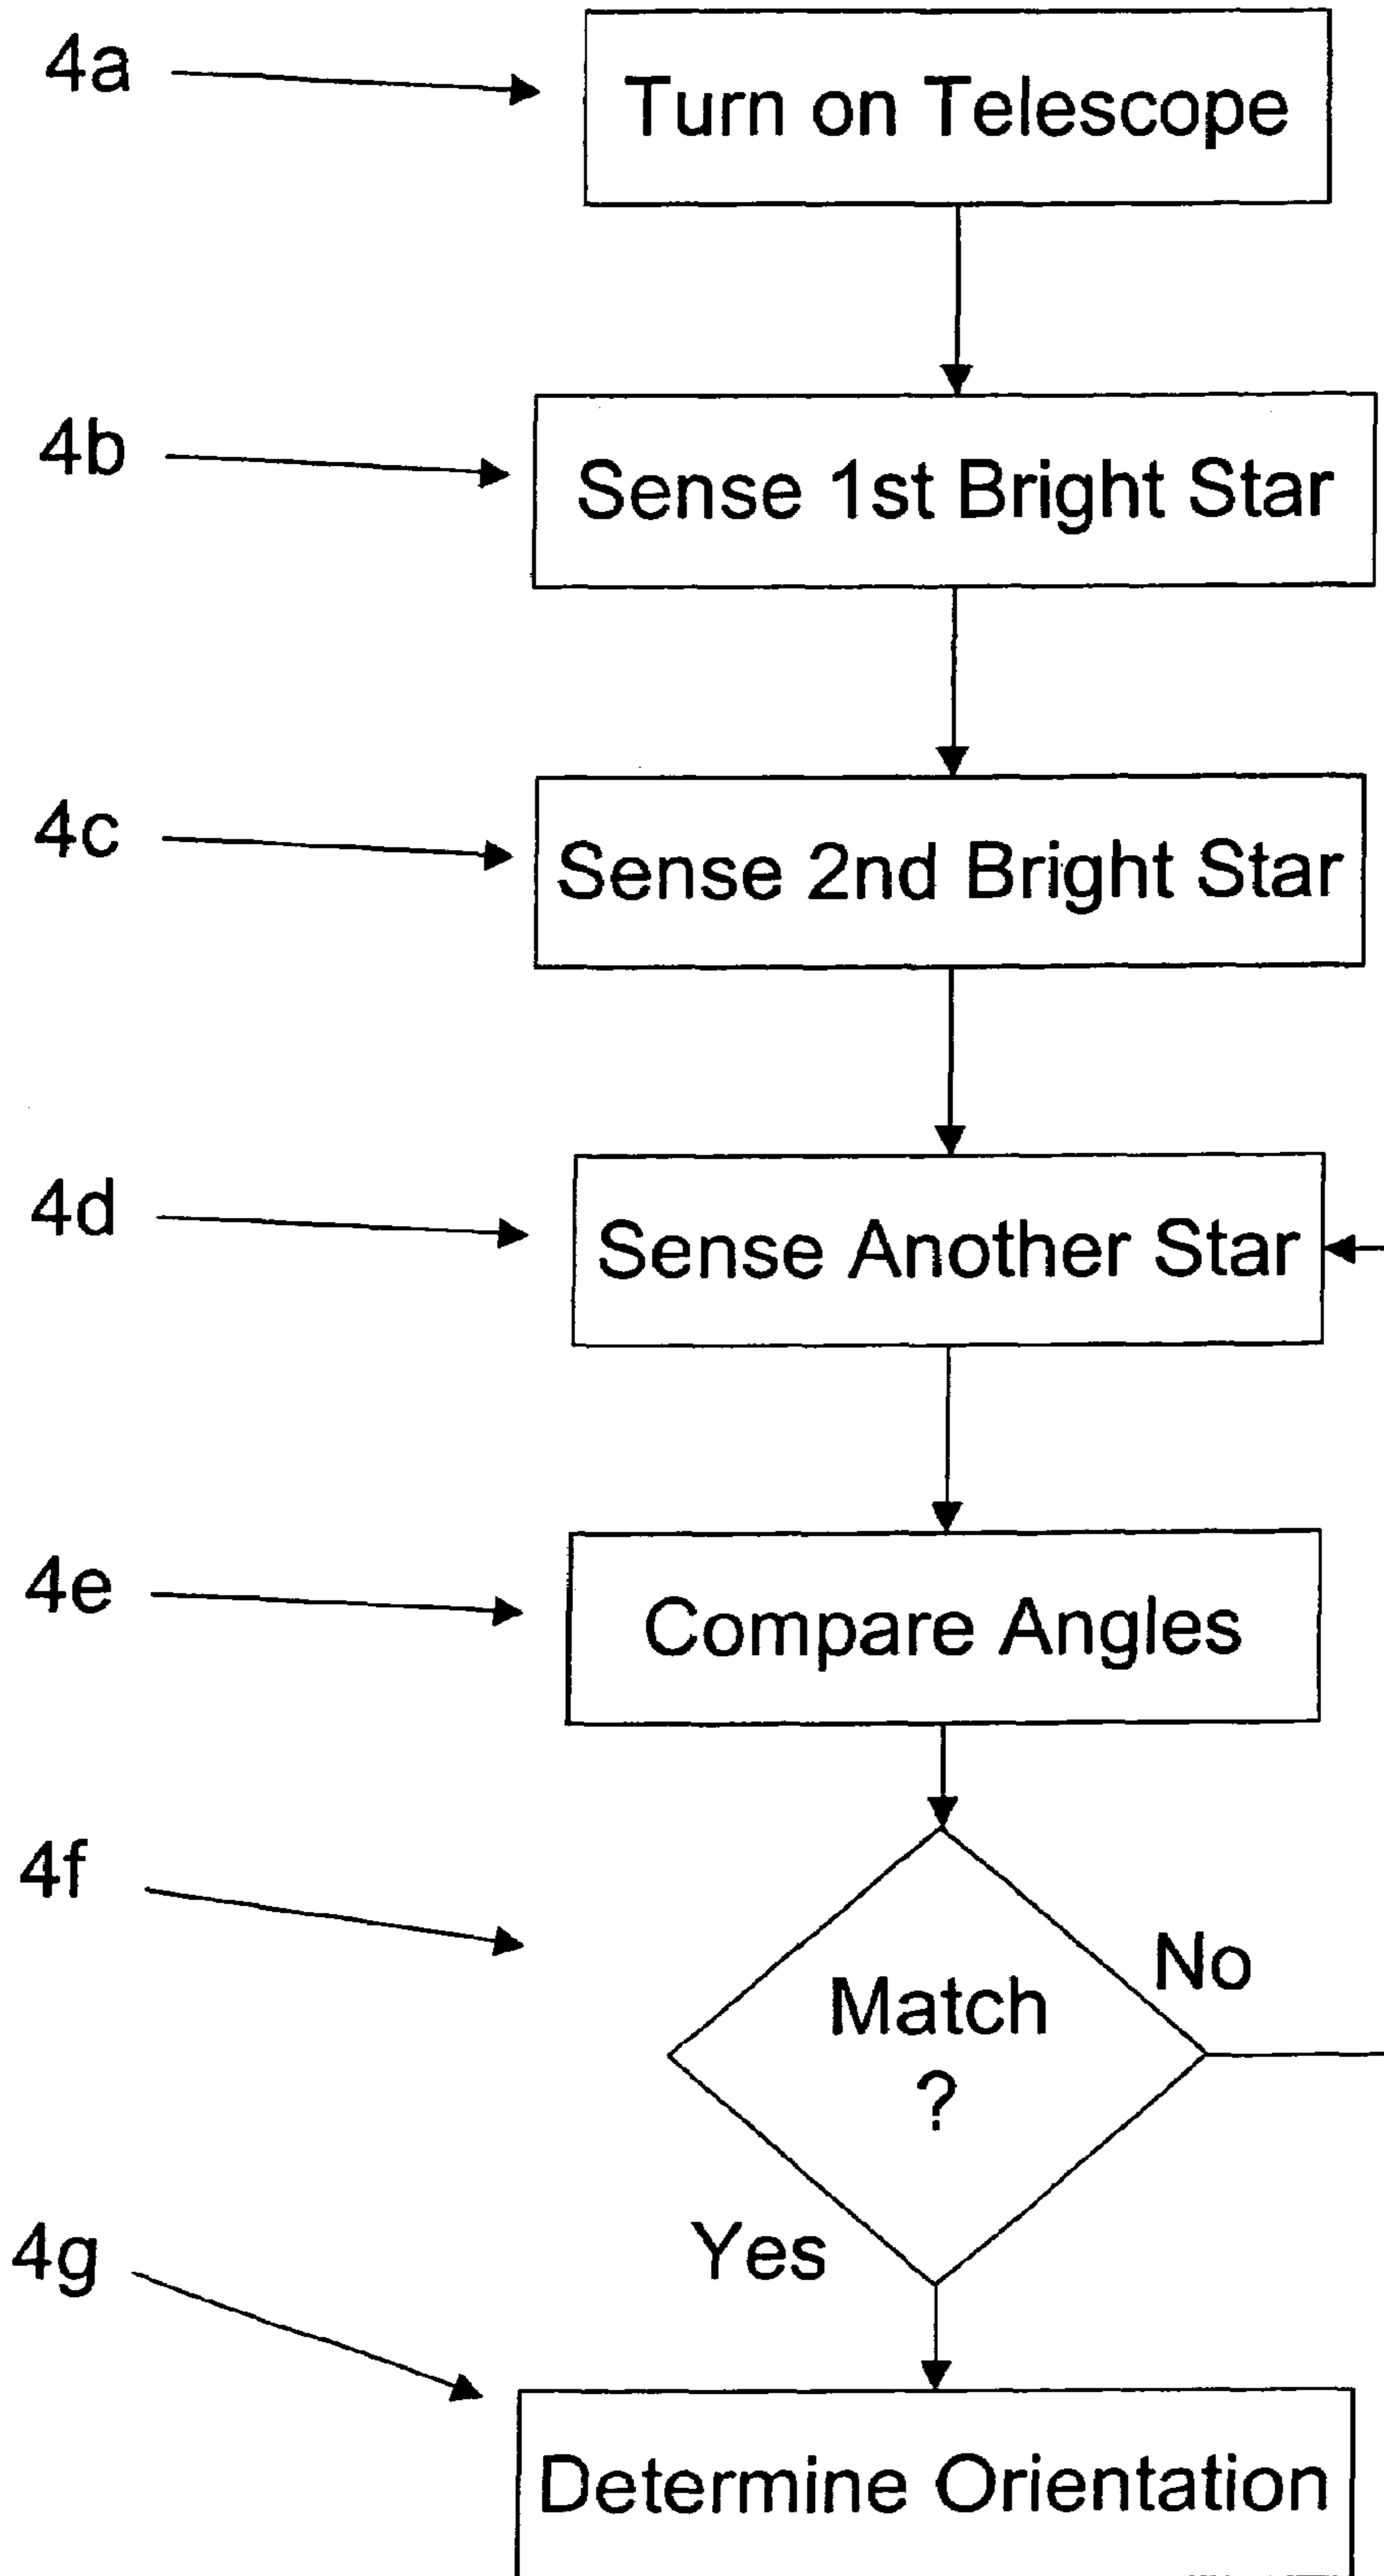 4a
Turn on Telescope
4b
Sense 1st Bright Star
4c
Sense 2nd Bright Star
4d
Sense Another Star
4e
Compare Angles
4f
Match
?
No
Yes
4g
Determine Orientation